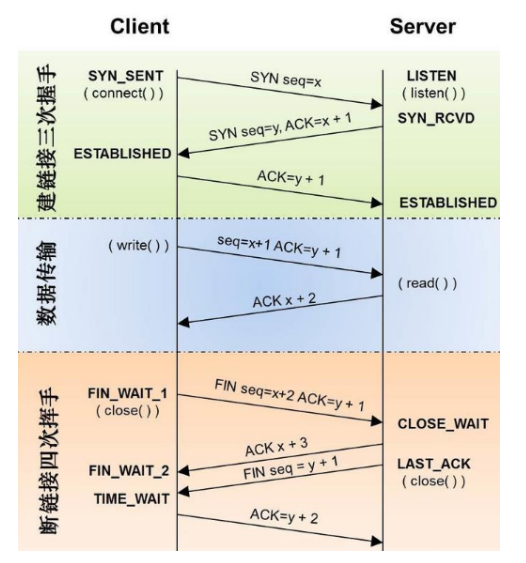 Client
Server
建链接三次握手
SYN_SENT
( connect( ) )
SYN seq=x
LISTEN
( listen( ) )
SYN_RCVD
SYN seq=y, ACK=x + 1
ESTABLISHED
ACK=y + 1
ESTABLISHED
数据传输
( write( ) )
seq=x+1 ACK=y + 1
( read( ) )
ACK x + 2
断链接四次挥手
FIN_WAIT_1
( close( ) )
FIN seq=x+2 ACK=y + 1
CLOSE_WAIT
ACK x + 3
FIN_WAIT_2
FIN seq = y + 1
LAST_ACK
( close( ) )
TIME_WAIT
ACK=y + 2